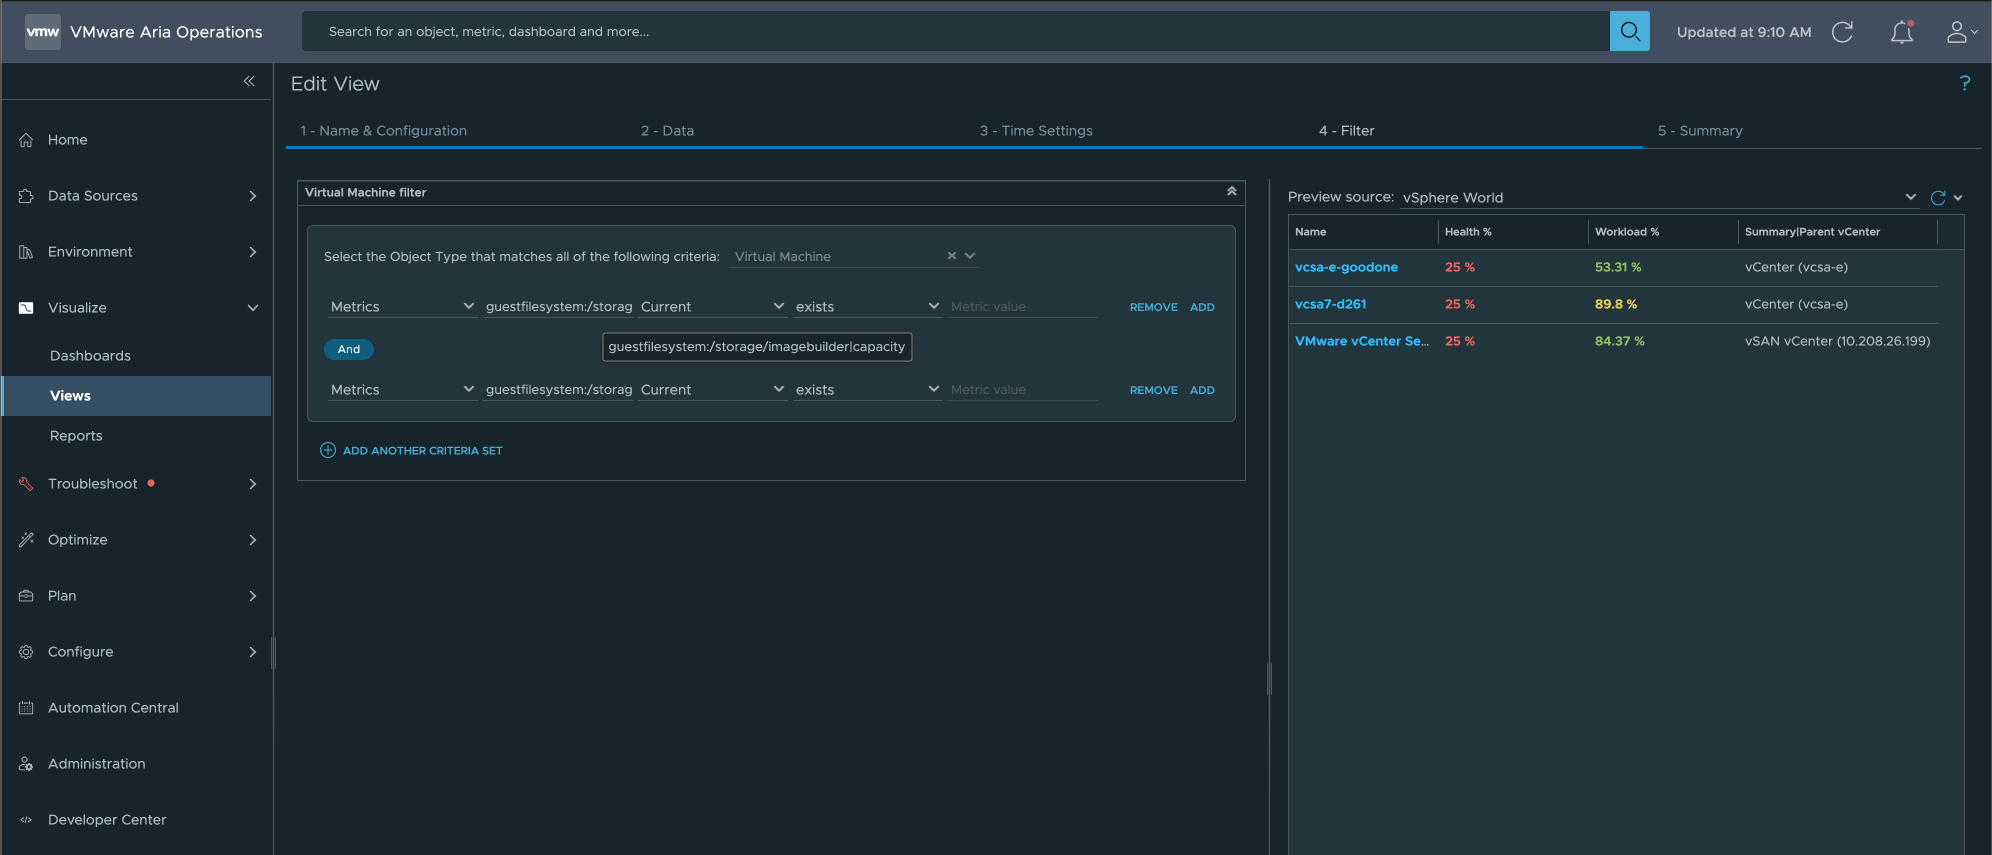 vmw VMware Aria Operations
Search for an object, metric, dashboard and more...
Updated at 9:10 AM
Home
Data Sources
Environment
Visualize
Dashboards
Views
Reports
Troubleshoot
Optimize
Plan
Configure
Automation Central
Administration
Developer Center
Edit View
?
1 - Name & Configuration 2 - Data 3 - Time Settings 4 - Filter 5 - Summary
Virtual Machine filter
Select the Object Type that matches all of the following criteria: Virtual Machine
Metrics guestfilesystem:/storag Current exists Metric value REMOVE ADD
And
guestfilesystem:/storage/imagebuilder|capacity
Metrics guestfilesystem:/storag Current exists Metric value REMOVE ADD
ADD ANOTHER CRITERIA SET
Preview source: vSphere World
Name Health % Workload % Summary|Parent vCenter
vcsa-e-goodone 25 % 53.31 % vCenter (vcsa-e)
vcsa7-d261 25 % 89.8 % vCenter (vcsa-e)
VMware vCenter Se... 25 % 84.37 % vSAN vCenter (10.208.26.199)